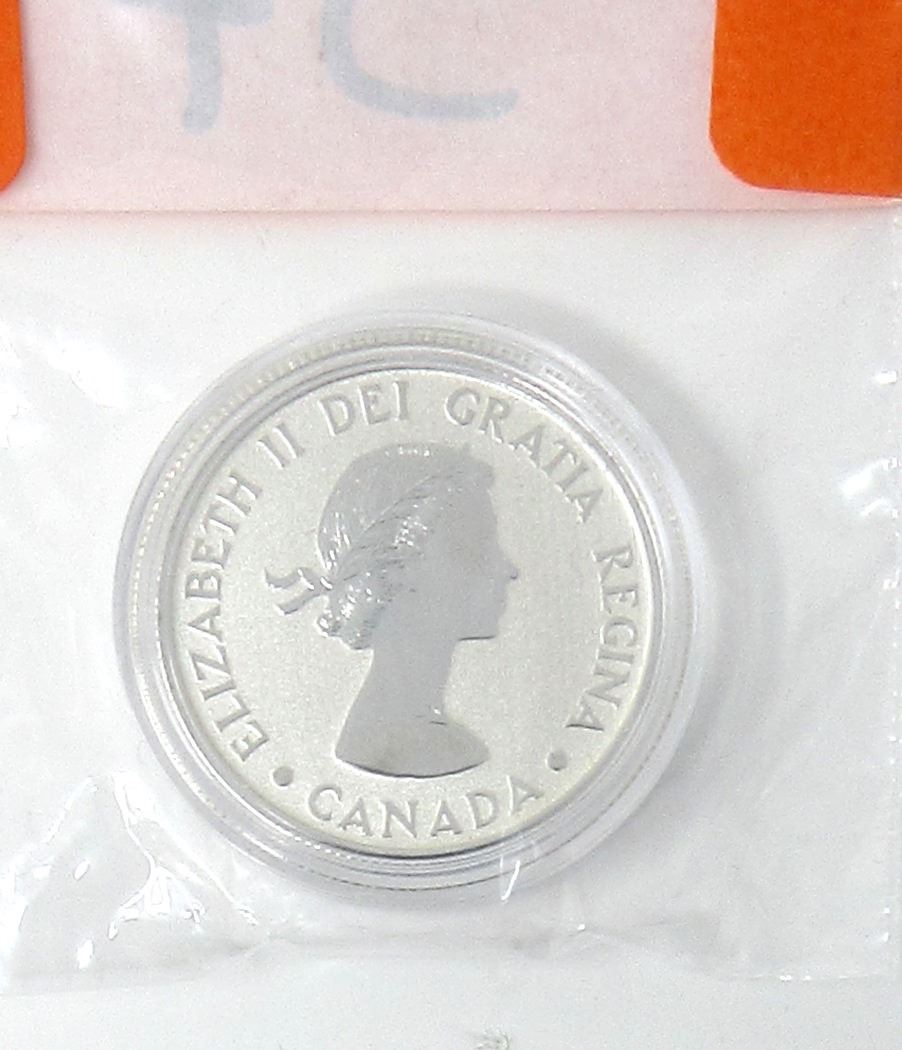 ELIZABETH II DEI GRATIA REGINA
• CANADA •